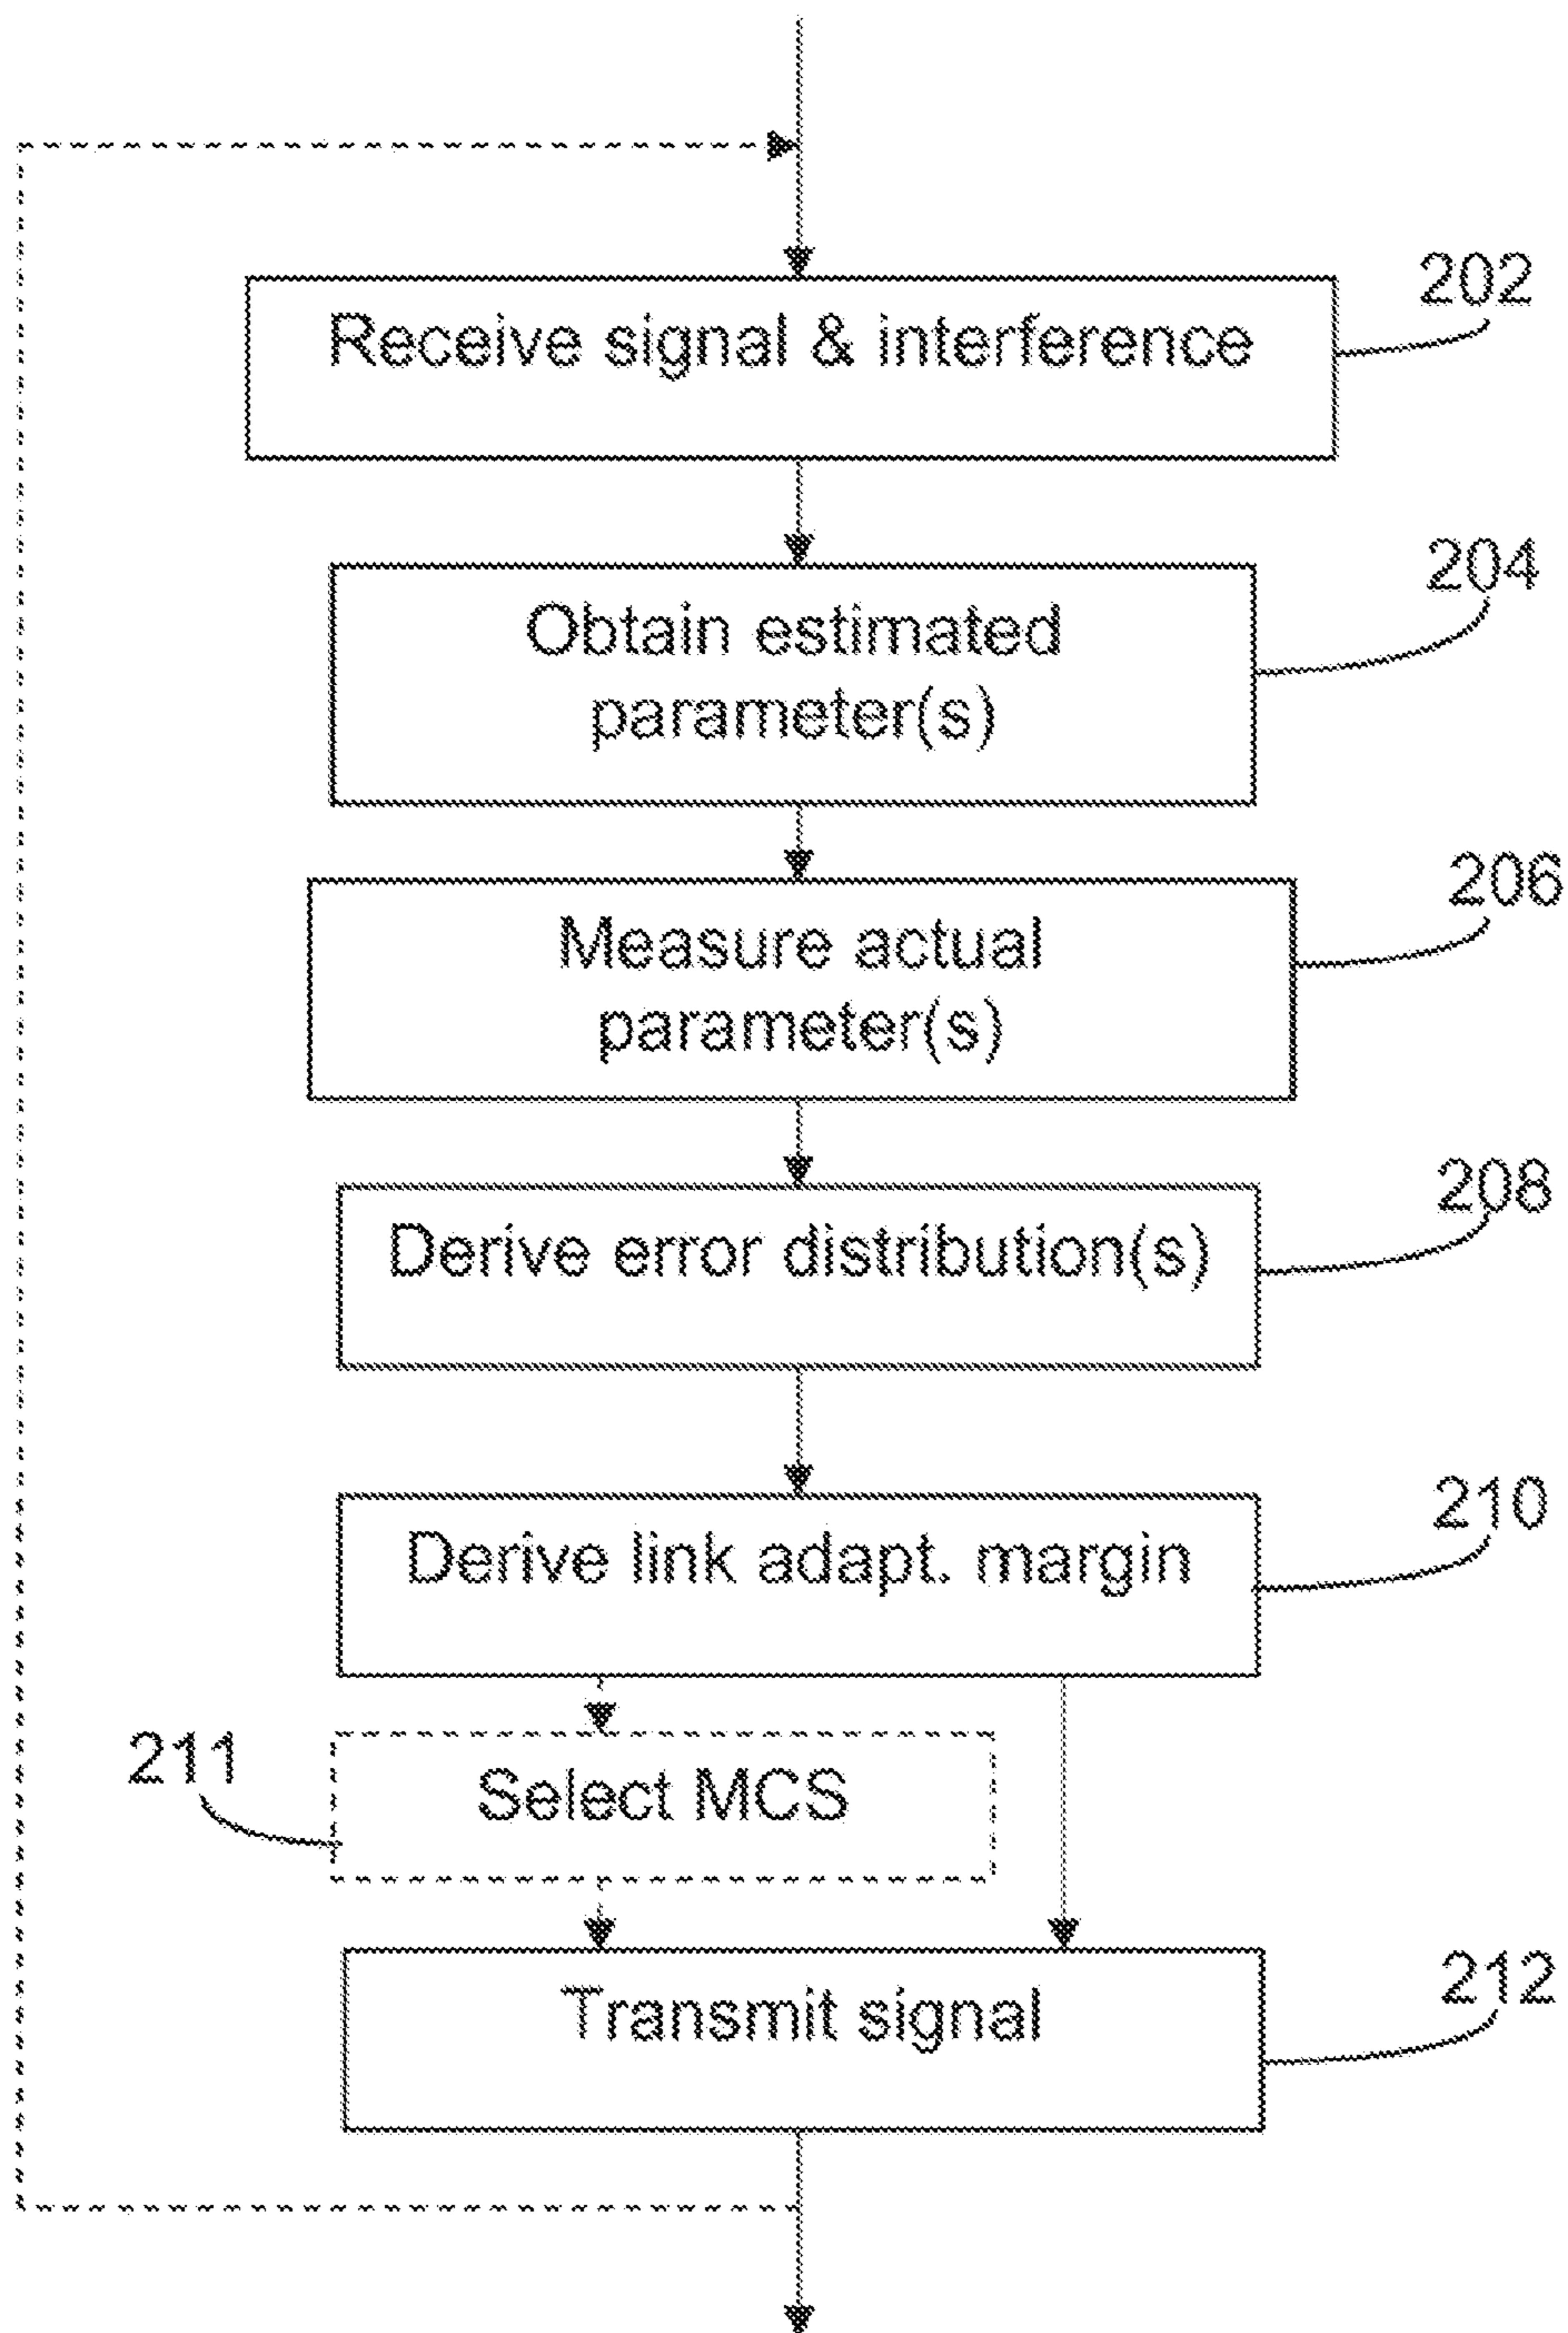 202
Receive signal & interference
204
Obtain estimated
parameter(s)
206
Measure actual
parameter(s)
208
Derive error distribution(s)
210
Derive link adapt. margin
211
Select MCS
212
Transmit signal